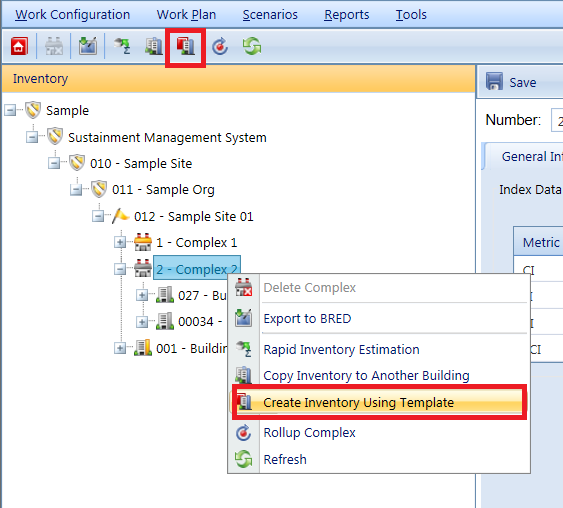 Work Configuration Work Plan Scenarios Reports Tools
Inventory
Save
Sample
Number: 2
Sustainment Management System
010 - Sample Site
General Inf
011 - Sample Org
Index Data
012 - Sample Site 01
1 - Complex 1
Metric
2 - Complex 2
CI
Delete Complex
027 - Bu
Export to BRED
00034 -
001 - Building
Rapid Inventory Estimation
CI
Copy Inventory to Another Building
Create Inventory Using Template
Rollup Complex
Refresh